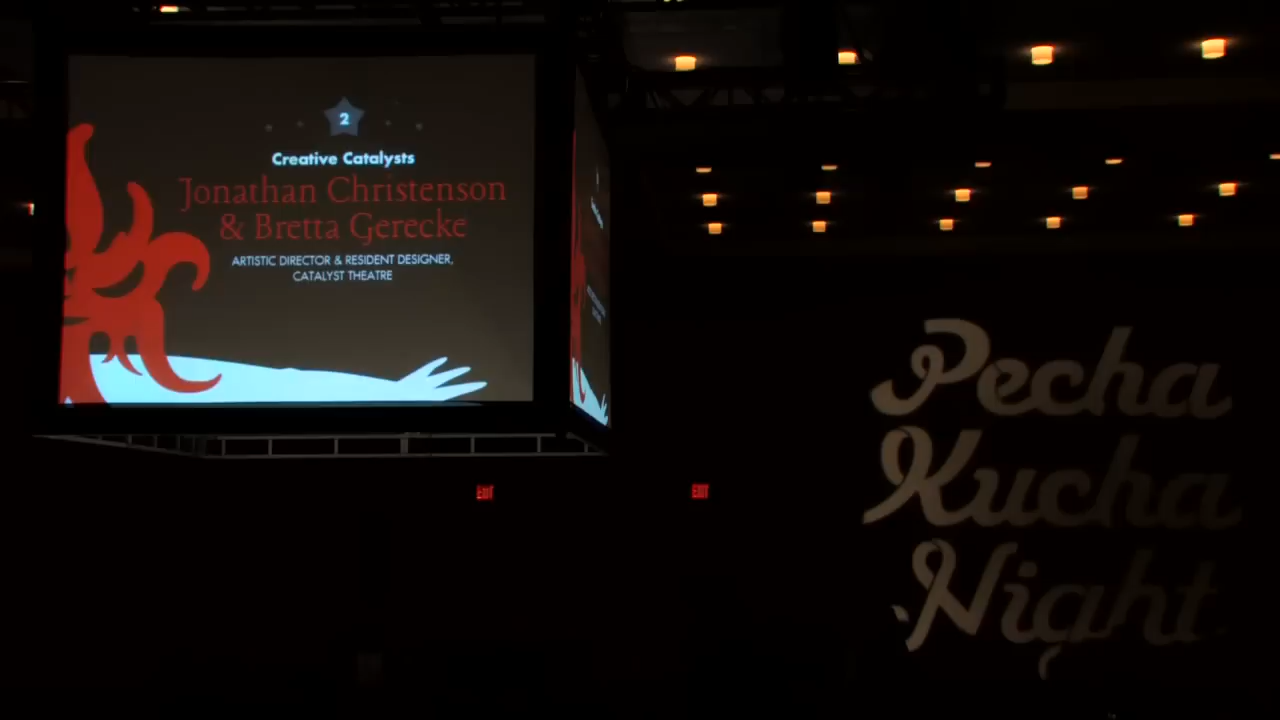 2
Creative Catalysts
Jonathan Christenson
& Bretta Gerecke
ARTISTIC DIRECTOR & RESIDENT DESIGNER,
CATALYST THEATRE
EXIT
EXIT
Pecha
Kucha
Night